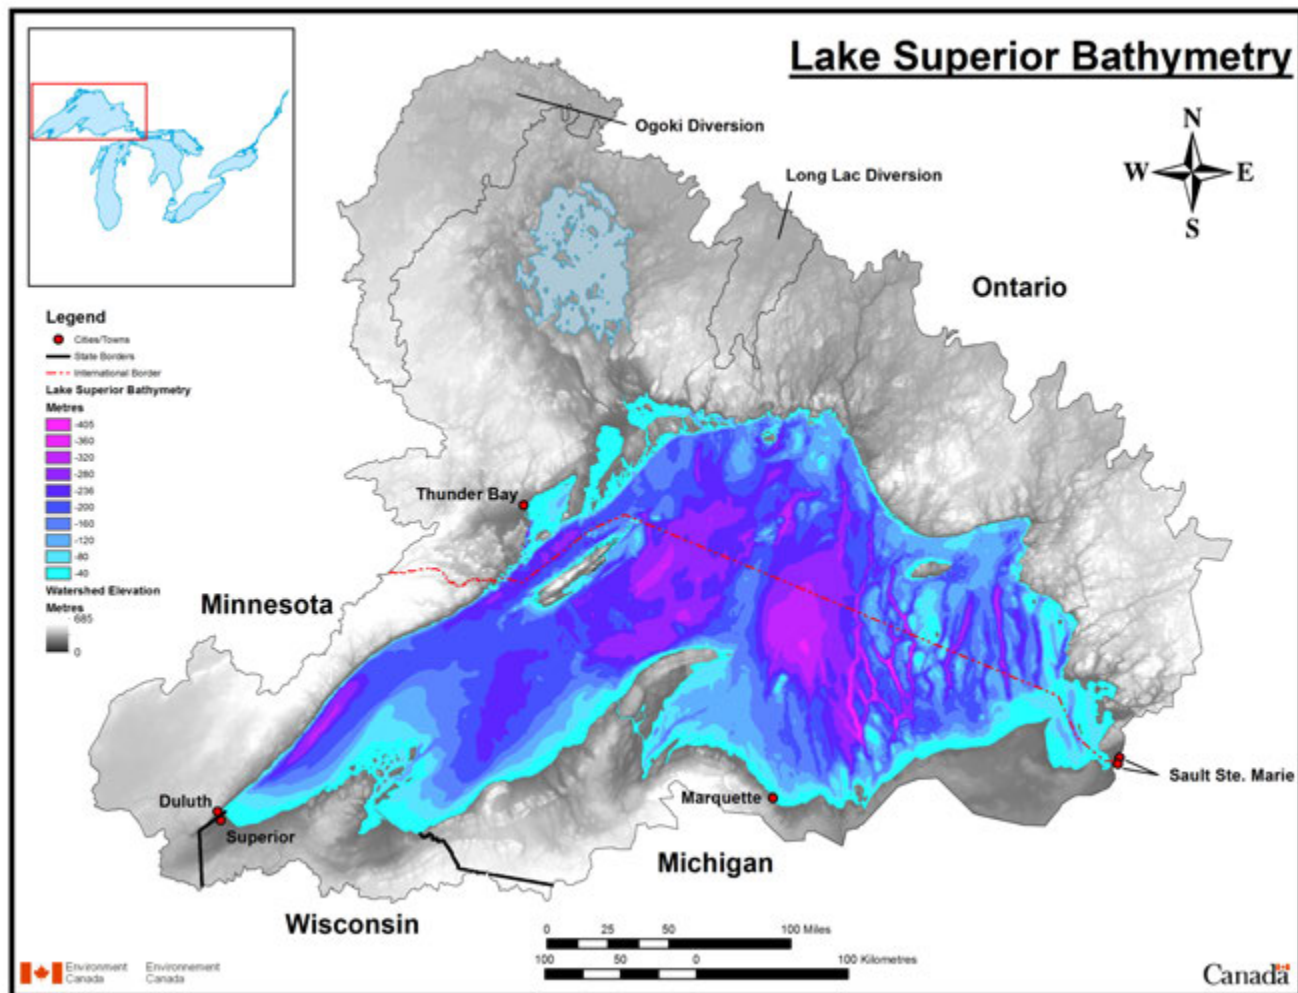 Lake Superior Bathymetry
N
W E
S
Ogoki Diversion
Long Lac Diversion
Ontario
Legend
Cities/Towns
State Borders
International Border
Lake Superior Bathymetry
Metres
-405
-360
-320
-280
-236
-200
-160
-120
-80
-40
Watershed Elevation
Metres
685
0
Thunder Bay
Minnesota
Duluth
Superior
Marquette
Sault Ste. Marie
Michigan
Wisconsin
0 25 50 100 Miles
100 50 0 100 Kilometres
Environment Environnement
Canada Canada
Canada